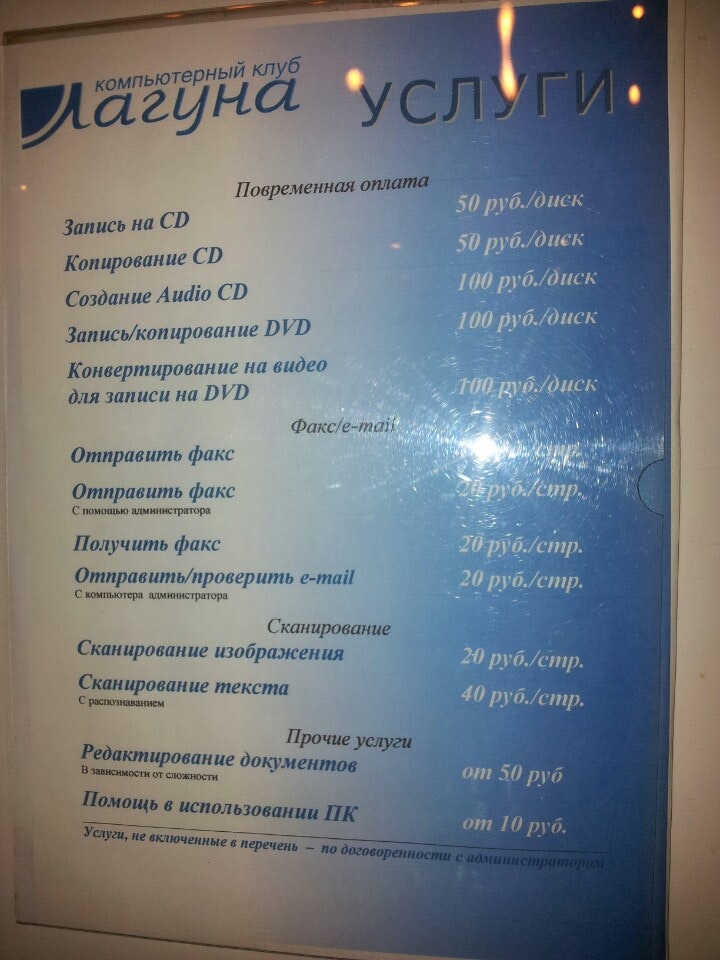 компьютерный клуб
Лагуна УСЛУГИ
Повременная оплата
Запись на CD 50 руб./диск
Копирование CD 50 руб./диск
Создание Audio CD 100 руб./диск
Запись/копирование DVD 100 руб./диск
Конвертирование на видео
для записи на DVD 100 руб./диск
Факс/e-mail
Отправить факс
Отправить факс 20 руб./стр.
С помощью администратора
Получить факс 20 руб./стр.
Отправить/проверить e-mail 20 руб./стр.
С компьютера администратора
Сканирование
Сканирование изображения 20 руб./стр.
Сканирование текста 40 руб./стр.
С распознаванием
Прочие услуги
Редактирование документов от 50 руб
В зависимости от сложности
Помощь в использовании ПК от 10 руб.
Услуги, не включенные в перечень – по договоренности с администратором